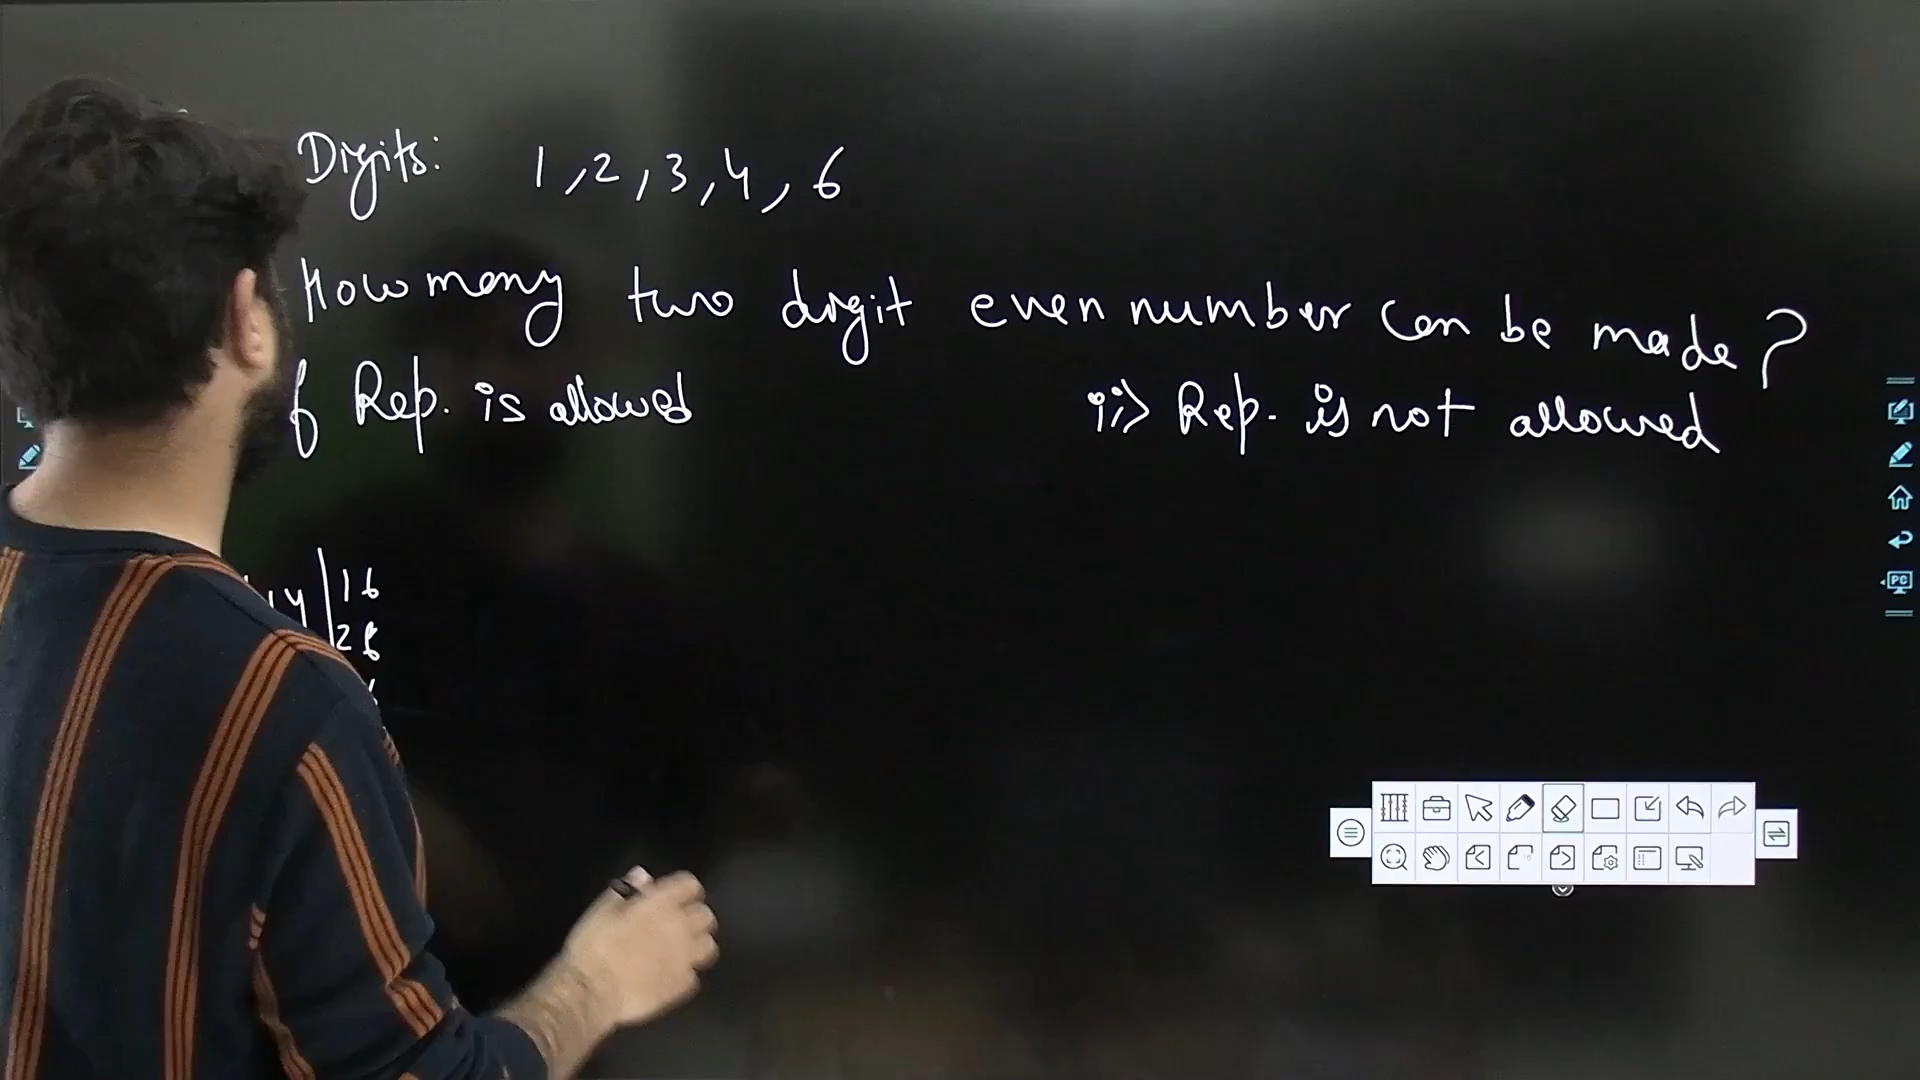 Digits: 1, 2, 3, 4, 6
How many two digit even number can be made?
f Rep. is allowed
ii> Rep. is not allowed
14 | 16
26
PC